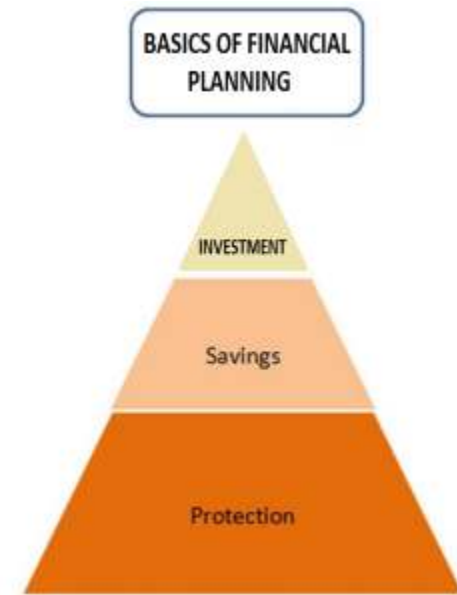 BASICS OF FINANCIAL
PLANNING
INVESTMENT
Savings
Protection